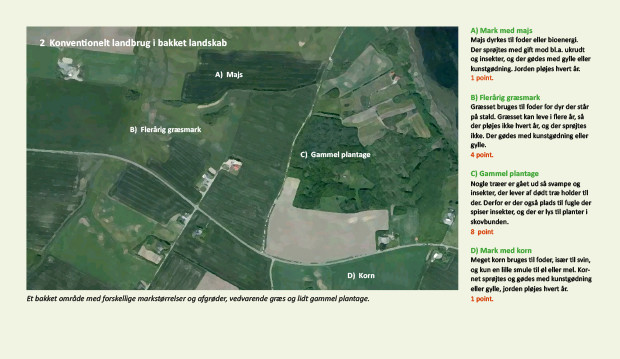 2 Konventionelt landbrug i bakket landskab
A) Majs
B) Flerårig græsmark
C) Gammel plantage
D) Korn
Et bakket område med forskellige markstørrelser og afgrøder, vedvarende græs og lidt gammel plantage.
A) Mark med majs
Majs dyrkes til foder eller bioenergi.
Der sprøjtes med gift mod bl.a. ukrudt
og insekter, og der gødes med gylle eller
kunstgødning. Jorden pløjes hvert år.
1 point.
B) Flerårig græsmark
Græsset bruges til foder for dyr der står
på stald. Græsset kan leve i flere år, så
der pløjes ikke hvert år, og der sprøjtes
ikke. Der gødes med kunstgødning eller
gylle.
4 point.
C) Gammel plantage
Nogle træer er gået ud så svampe og
insekter, der lever af dødt træ holder til
der. Derfor er der også plads til fugle der
spiser insekter, og der er lys til planter i
skovbunden.
8 point
D) Mark med korn
Meget korn bruges til foder, især til svin,
og kun en lille smule til øl eller mel. Kor-
net sprøjtes og gødes med kunstgødning
eller gylle, jorden pløjes hvert år.
1 point.